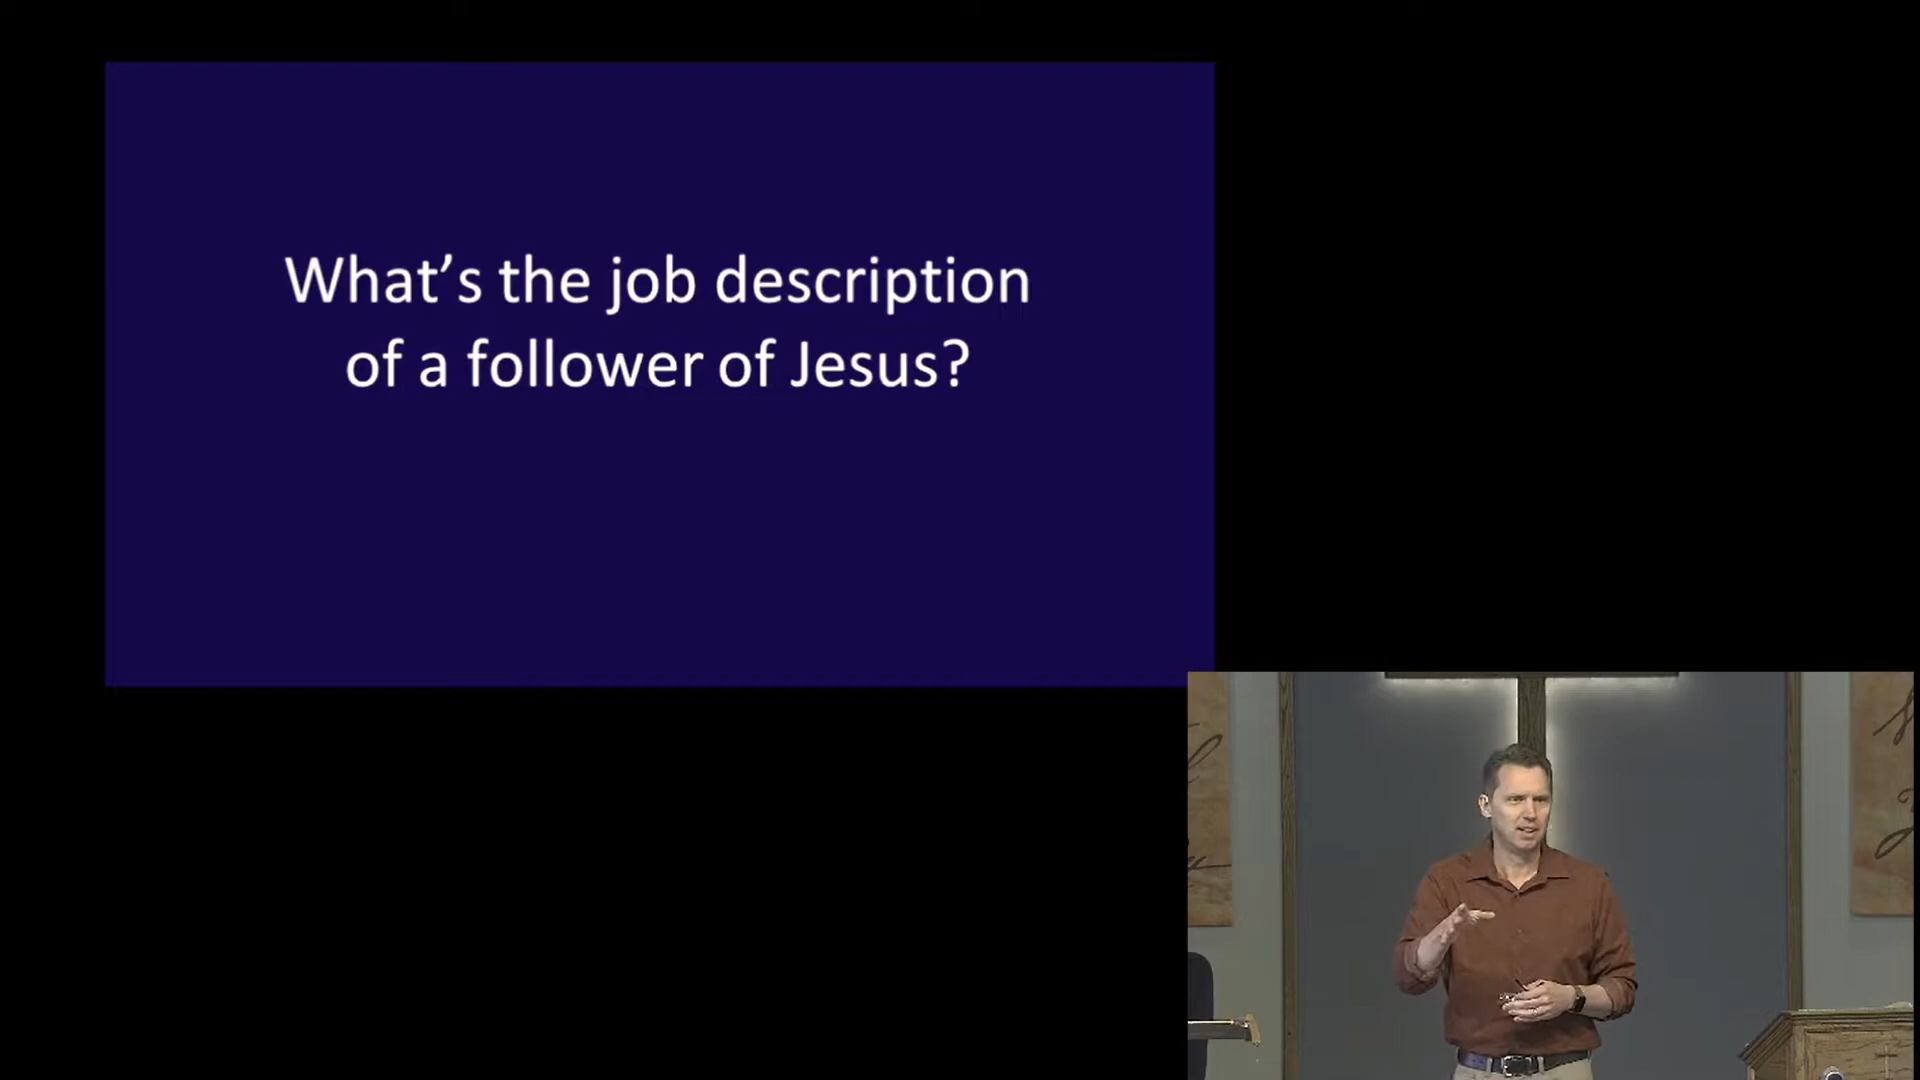 What’s the job description
of a follower of Jesus?